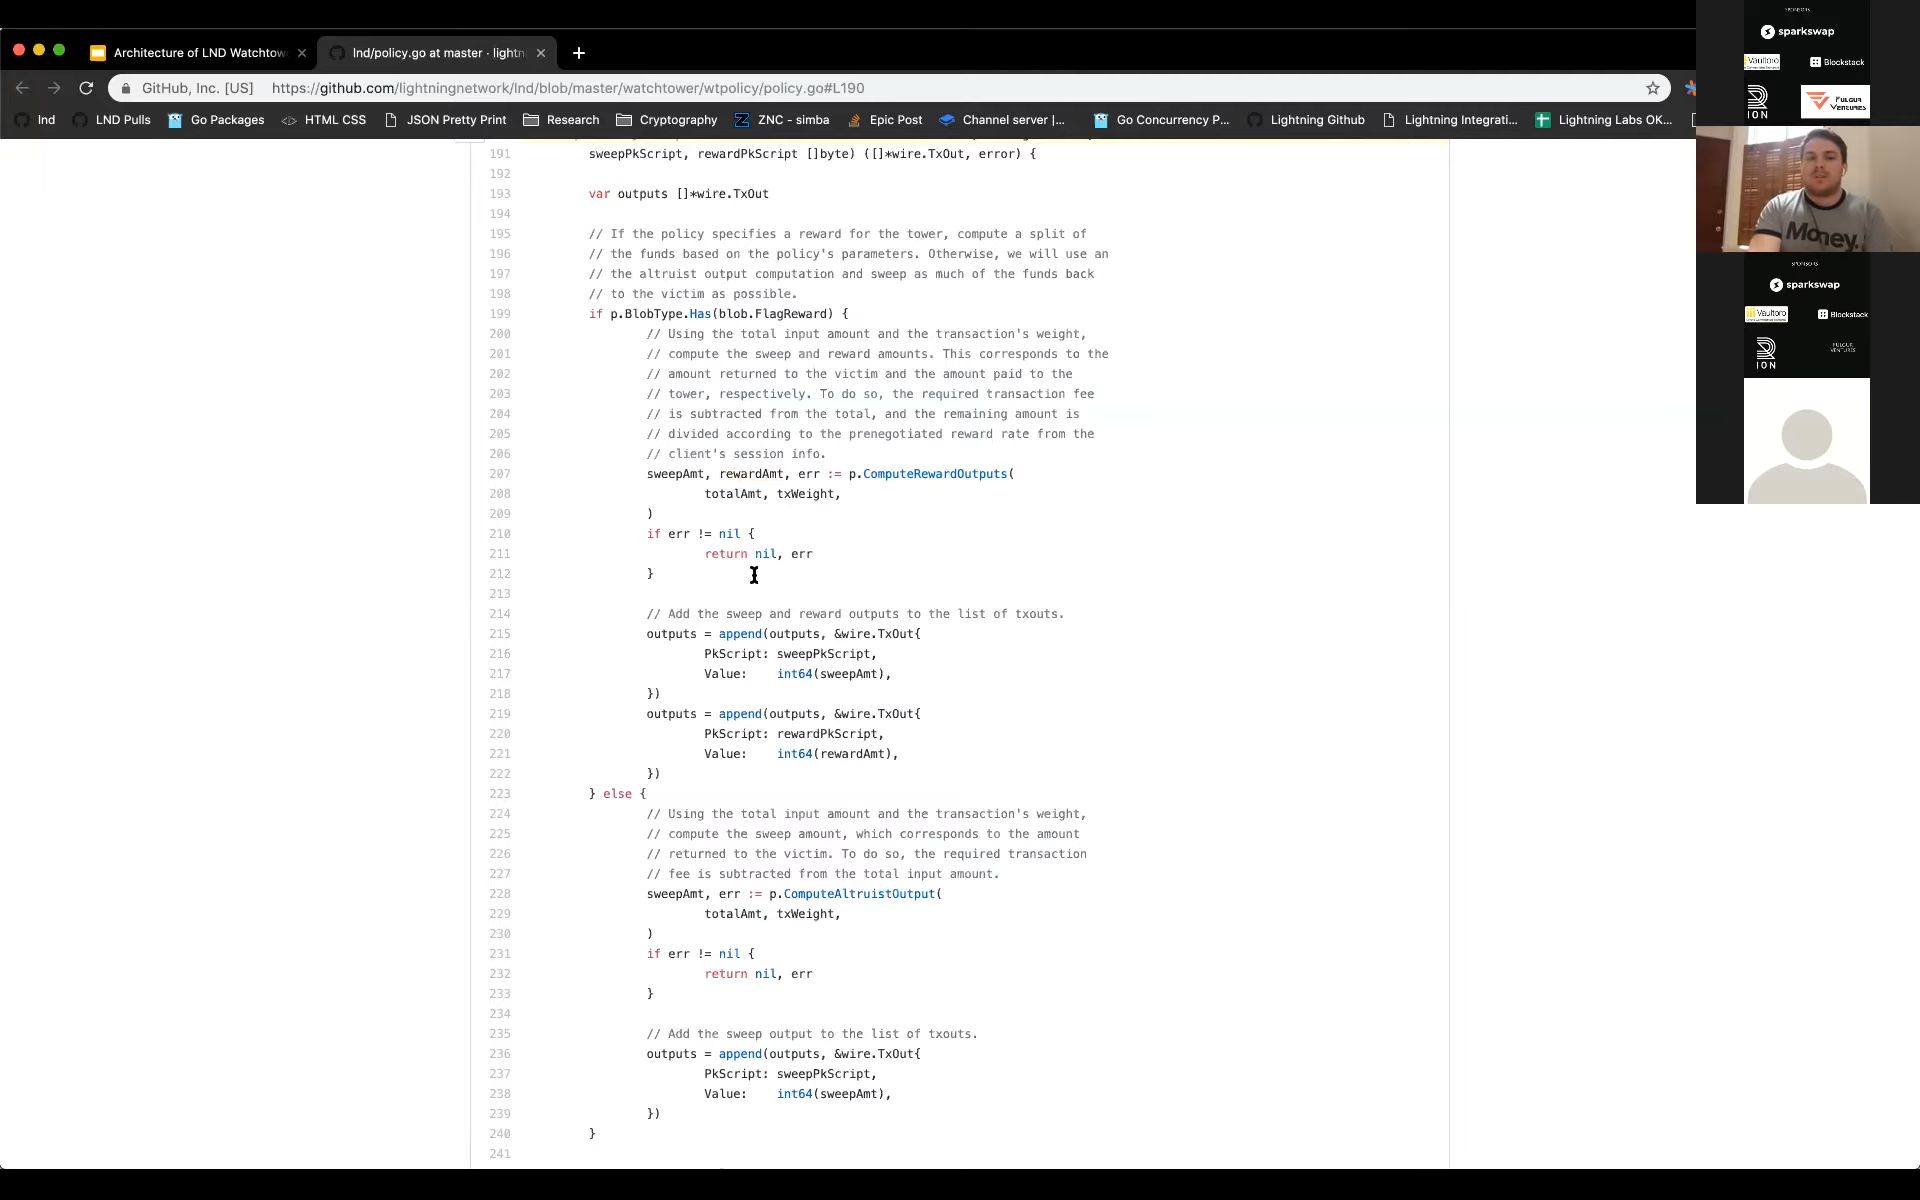 Architecture of LND Watchtow
lnd/policy.go at master · lightn
GitHub, Inc. [US] https://github.com/lightningnetwork/lnd/blob/master/watchtower/wtpolicy/policy.go#L190
lnd LND Pulls Go Packages HTML CSS JSON Pretty Print Research Cryptography ZNC - simba Epic Post Channel server |... Go Concurrency P... Lightning Github Lightning Integrati... Lightning Labs OK...
191 sweepPkScript, rewardPkScript []byte) ([]*wire.TxOut, error) {
192
193 var outputs []*wire.TxOut
194
195 // If the policy specifies a reward for the tower, compute a split of
196 // the funds based on the policy's parameters. Otherwise, we will use an
197 // the altruist output computation and sweep as much of the funds back
198 // to the victim as possible.
199 if p.BlobType.Has(blob.FlagReward) {
200 // Using the total input amount and the transaction's weight,
201 // compute the sweep and reward amounts. This corresponds to the
202 // amount returned to the victim and the amount paid to the
203 // tower, respectively. To do so, the required transaction fee
204 // is subtracted from the total, and the remaining amount is
205 // divided according to the prenegotiated reward rate from the
206 // client's session info.
207 sweepAmt, rewardAmt, err := p.ComputeRewardOutputs(
208 totalAmt, txWeight,
209 )
210 if err != nil {
211 return nil, err
212 }
213
214 // Add the sweep and reward outputs to the list of txouts.
215 outputs = append(outputs, &wire.TxOut{
216 PkScript: sweepPkScript,
217 Value: int64(sweepAmt),
218 })
219 outputs = append(outputs, &wire.TxOut{
220 PkScript: rewardPkScript,
221 Value: int64(rewardAmt),
222 })
223 } else {
224 // Using the total input amount and the transaction's weight,
225 // compute the sweep amount, which corresponds to the amount
226 // returned to the victim. To do so, the required transaction
227 // fee is subtracted from the total input amount.
228 sweepAmt, err := p.ComputeAltruistOutput(
229 totalAmt, txWeight,
230 )
231 if err != nil {
232 return nil, err
233 }
234
235 // Add the sweep output to the list of txouts.
236 outputs = append(outputs, &wire.TxOut{
237 PkScript: sweepPkScript,
238 Value: int64(sweepAmt),
239 })
240 }
241
SPONSORS
sparkswap
Vaultoro Blockstack
ION FULGUR VENTURES
Money.
SPONSORS
sparkswap
Vaultoro Blockstack
ION FULGUR VENTURES